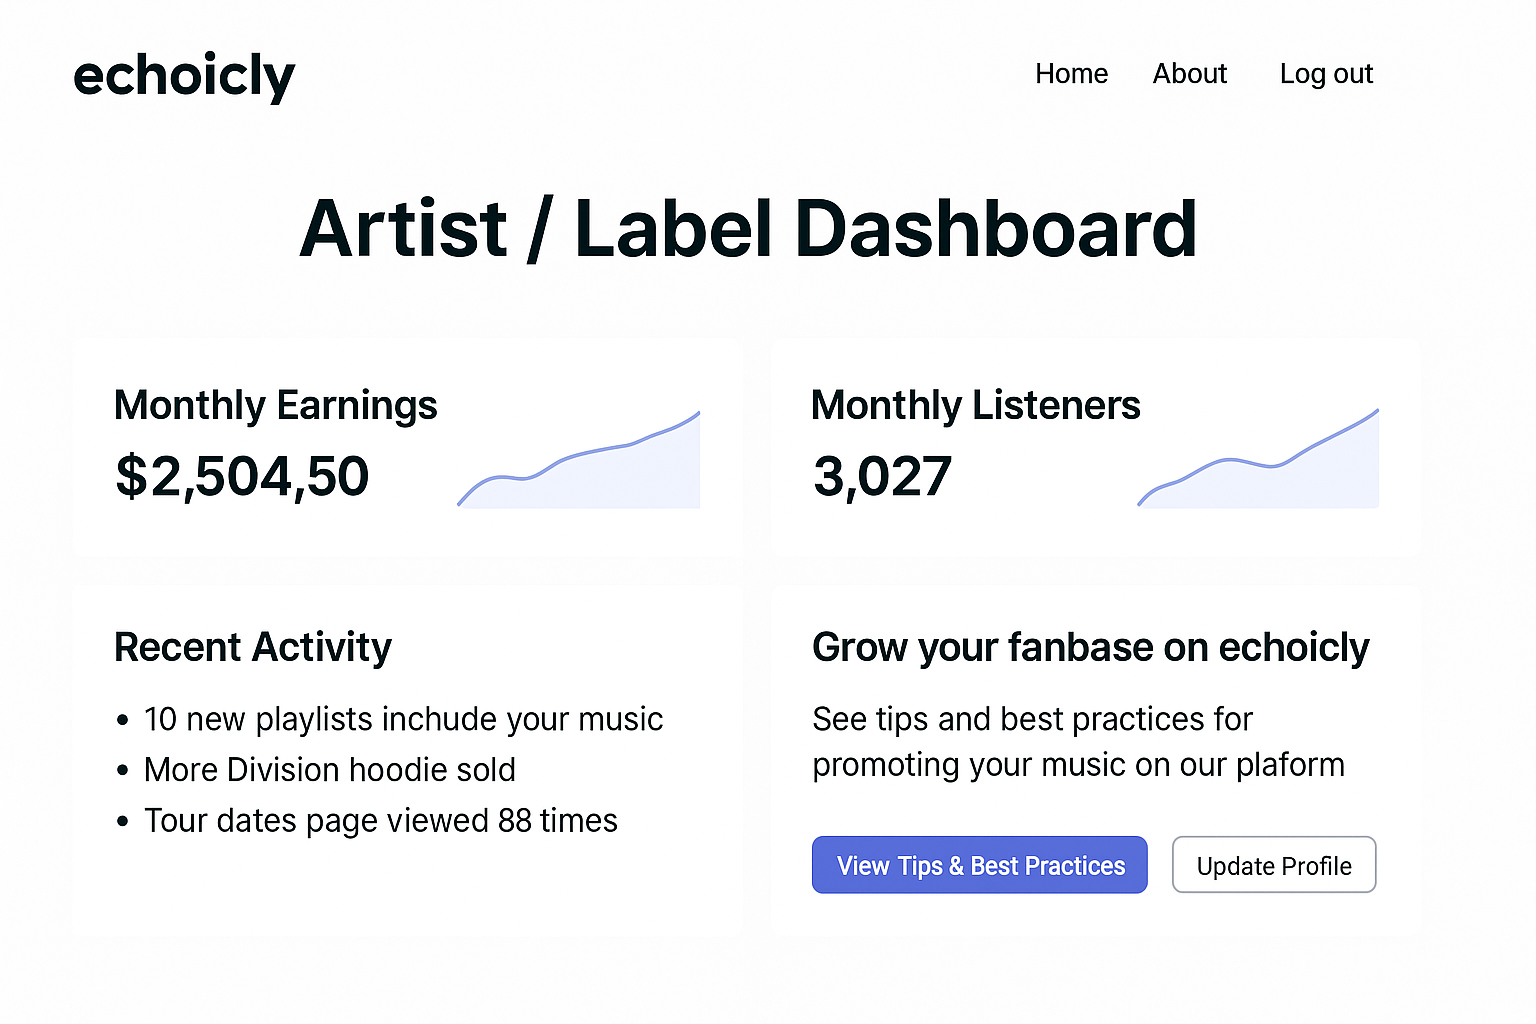 echoicly
Home About Log out
Artist / Label Dashboard
Monthly Earnings
$2,504,50
Monthly Listeners
3,027
Recent Activity
• 10 new playlists inchude your music
• More Division hoodie sold
• Tour dates page viewed 88 times
Grow your fanbase on echoicly
See tips and best practices for
promoting your music on our plaform
View Tips & Best Practices
Update Profile